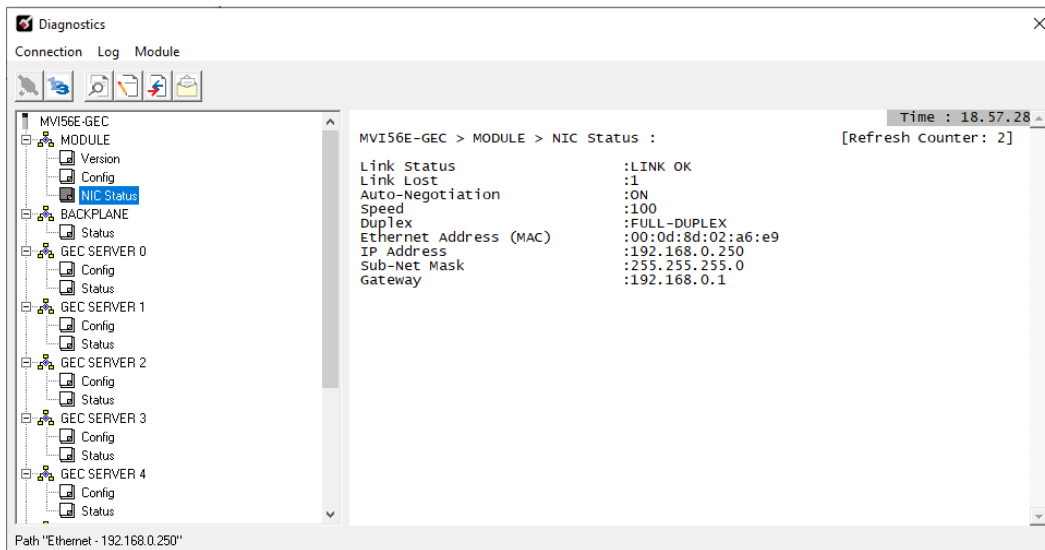 Diagnostics
Connection Log Module
MVI56E-GEC
MODULE
Version
Config
NIC Status
BACKPLANE
Status
GEC SERVER 0
Config
Status
GEC SERVER 1
Config
Status
GEC SERVER 2
Config
Status
GEC SERVER 3
Config
Status
GEC SERVER 4
Config
Status
Time : 18.57.28
MVI56E-GEC > MODULE > NIC Status : [Refresh Counter: 2]
Link Status :LINK OK
Link Lost :1
Auto-Negotiation :ON
Speed :100
Duplex :FULL-DUPLEX
Ethernet Address (MAC) :00:0d:8d:02:a6:e9
IP Address :192.168.0.250
Sub-Net Mask :255.255.255.0
Gateway :192.168.0.1
Path "Ethernet - 192.168.0.250"